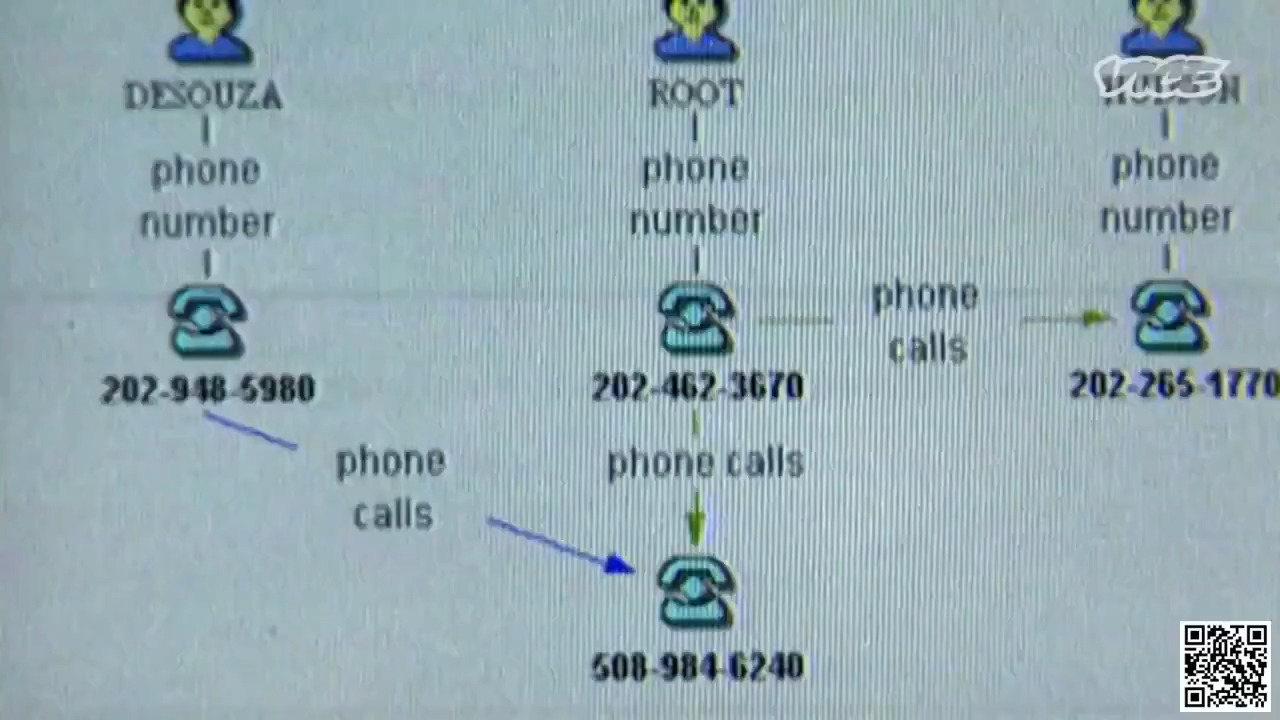 VICE
DESOUZA
ROOT
phone
number
phone
number
phone
number
phone
calls
202-948-5980
202-462-3670
202-265-1770
phone
calls
phone calls
508-984-6240